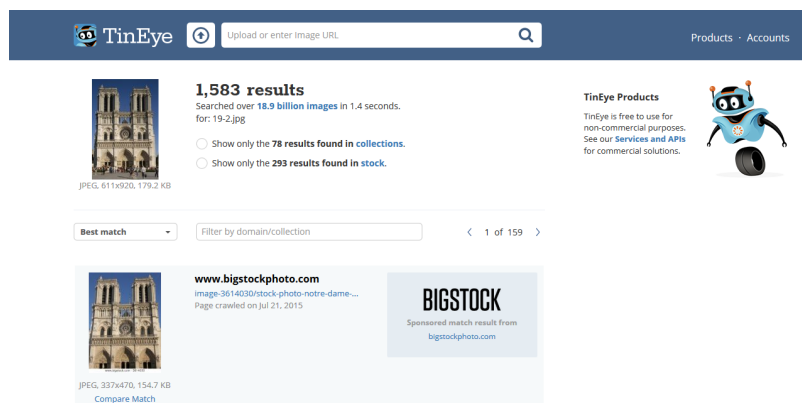 TinEye
Upload or enter Image URL
Products · Accounts
1,583 results
Searched over 18.9 billion images in 1.4 seconds.
for: 19-2.jpg
Show only the 78 results found in collections.
Show only the 293 results found in stock.
JPEG, 611x920, 179.2 KB
TinEye Products
TinEye is free to use for
non-commercial purposes.
See our Services and APIs
for commercial solutions.
Best match
Filter by domain/collection
1 of 159
www.bigstockphoto.com
image-3614030/stock-photo-notre-dame-...
Page crawled on Jul 21, 2015
BIGSTOCK
Sponsored match result from
bigstockphoto.com
JPEG, 337x470, 154.7 KB
Compare Match